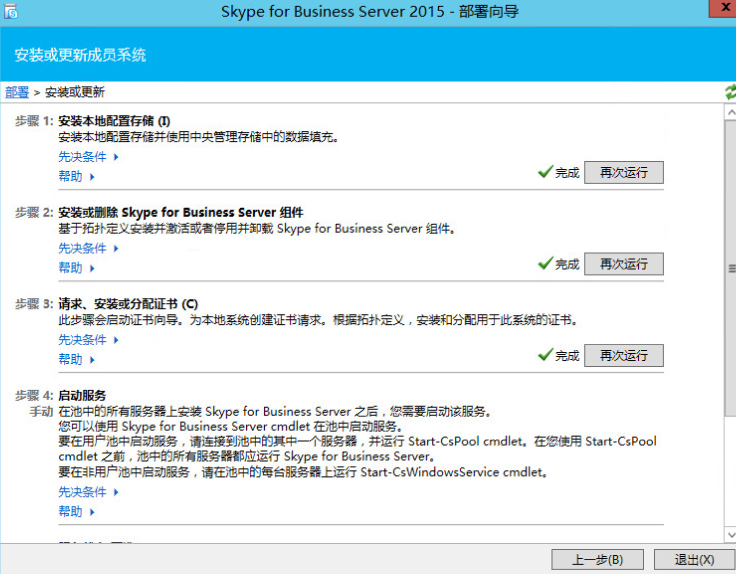 Skype for Business Server 2015 - 部署向导
安装或更新成员系统
部署 > 安装或更新
步骤 1: 安装本地配置存储 (I)
安装本地配置存储并使用中央管理存储中的数据填充。
先决条件
帮助
完成 再次运行
步骤 2: 安装或删除 Skype for Business Server 组件
基于拓扑定义安装并激活或者停用并卸载 Skype for Business Server 组件。
先决条件
帮助
完成 再次运行
步骤 3: 请求、安装或分配证书 (C)
此步骤会启动证书向导。为本地系统创建证书请求。根据拓扑定义，安装和分配用于此系统的证书。
先决条件
帮助
完成 再次运行
步骤 4: 启动服务
手动 在池中的所有服务器上安装 Skype for Business Server 之后，您需要启动该服务。
您可以使用 Skype for Business Server cmdlet 在池中启动服务。
要在用户池中启动服务，请连接到池中的其中一个服务器，并运行 Start-CsPool cmdlet。在您使用 Start-CsPool
cmdlet 之前，池中的所有服务器都应运行 Skype for Business Server。
要在非用户池中启动服务，请在池中的每台服务器上运行 Start-CsWindowsService cmdlet。
先决条件
帮助
上一步(B) 退出(X)